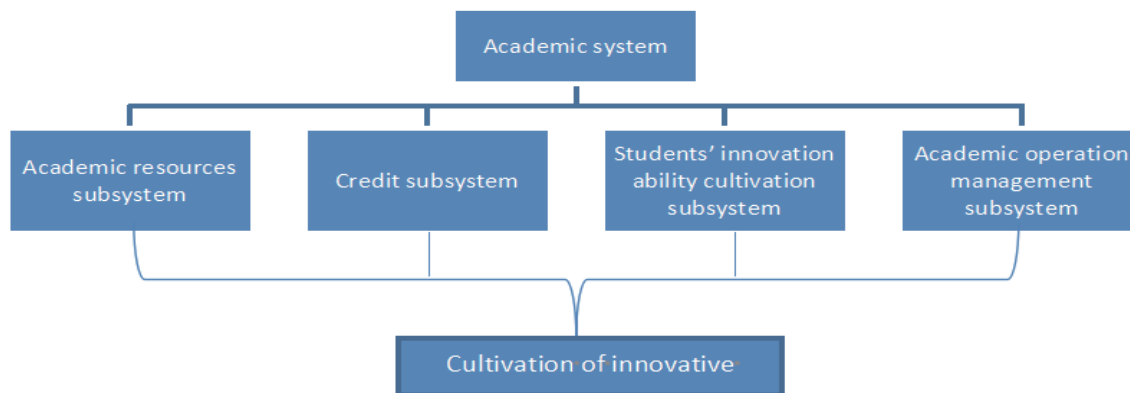 Academic system
Academic resources
subsystem
Credit subsystem
Students’ innovation
ability cultivation
subsystem
Academic operation
management
subsystem
Cultivation of innovative